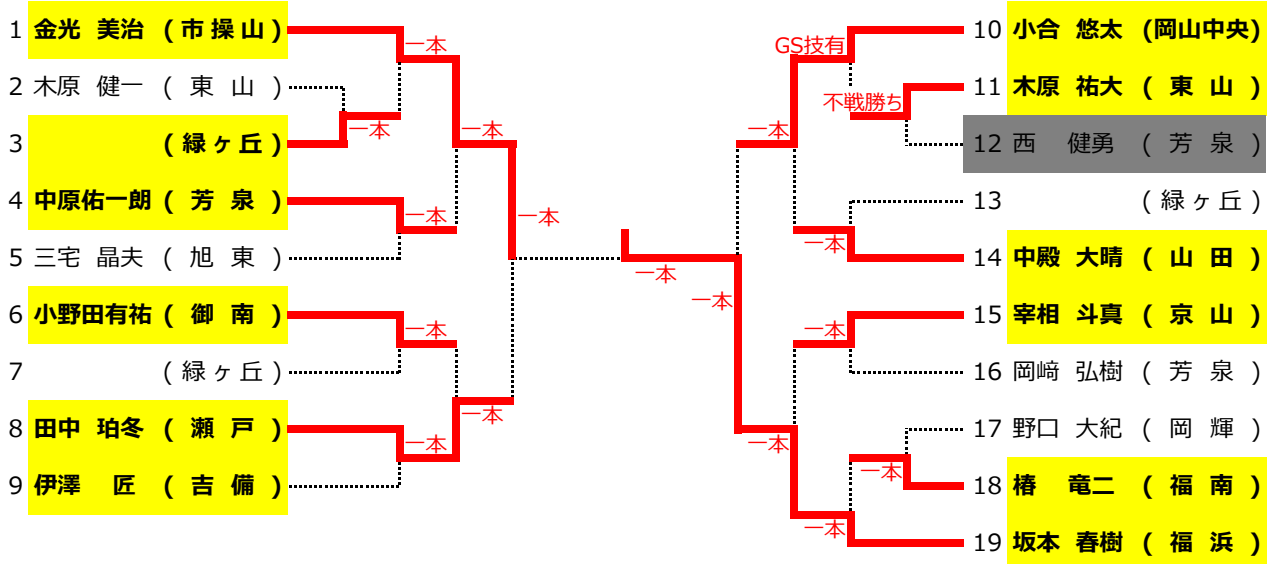 1 金光 美治 (市操山)
2 木原 健一 ( 東 山 )
3 (緑ヶ丘)
4 中原佑一朗 ( 芳 泉 )
5 三宅 晶夫 ( 旭 東 )
6 小野田有祐 ( 御 南 )
7 (緑ヶ丘)
8 田中 珀冬 ( 瀬 戸 )
9 伊澤 匠 ( 吉 備 )
一本
一本
一本
一本
一本
一本
一本
一本
一本
一本
一本
GS技有
不戦勝ち
一本
一本
一本
一本
一本
一本
10 小合 悠太 (岡山中央)
11 木原 祐大 ( 東 山 )
12 西 健勇 ( 芳 泉 )
13 (緑ヶ丘)
14 中殿 大晴 ( 山 田 )
15 宰相 斗真 ( 京 山 )
16 岡﨑 弘樹 ( 芳 泉 )
17 野口 大紀 ( 岡 輝 )
18 椿 竜二 ( 福 南 )
19 坂本 春樹 ( 福 浜 )